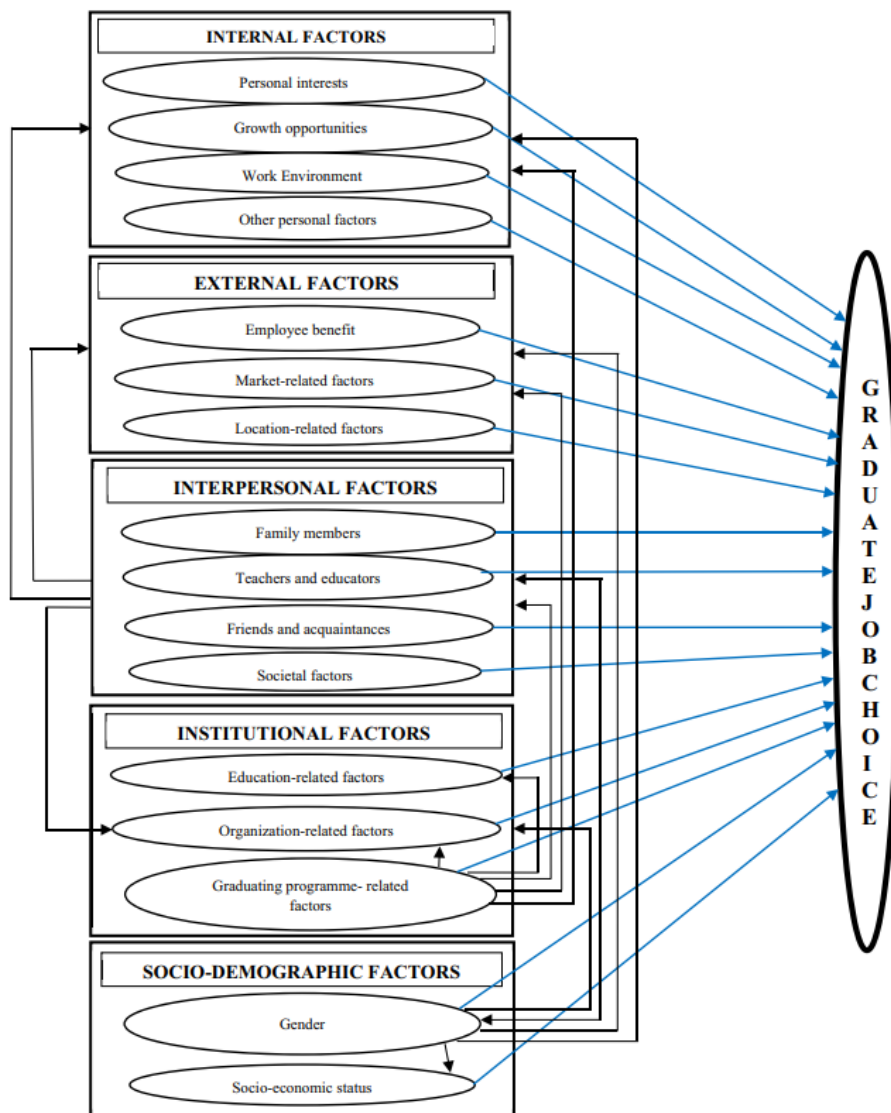 INTERNAL FACTORS
Personal interests
Growth opportunities
Work Environment
Other personal factors
EXTERNAL FACTORS
Employee benefit
Market-related factors
Location-related factors
INTERPERSONAL FACTORS
Family members
Teachers and educators
Friends and acquaintances
Societal factors
INSTITUTIONAL FACTORS
Education-related factors
Organization-related factors
Graduating programme- related
factors
SOCIO-DEMOGRAPHIC FACTORS
Gender
Socio-economic status
G
R
A
D
U
A
T
E
J
O
B
C
H
O
I
C
E